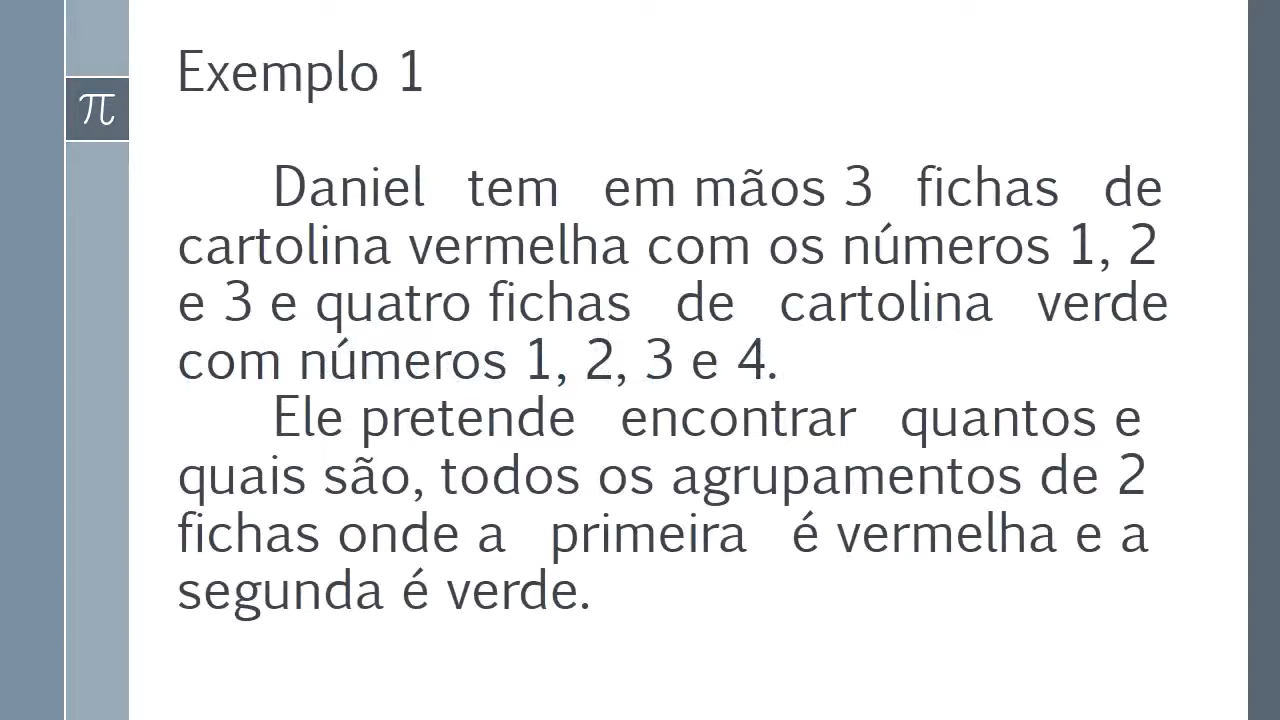 π
Exemplo 1
Daniel tem em mãos 3 fichas de
cartolina vermelha com os números 1, 2
e 3 e quatro fichas de cartolina verde
com números 1, 2, 3 e 4.
Ele pretende encontrar quantos e
quais são, todos os agrupamentos de 2
fichas onde a primeira é vermelha e a
segunda é verde.